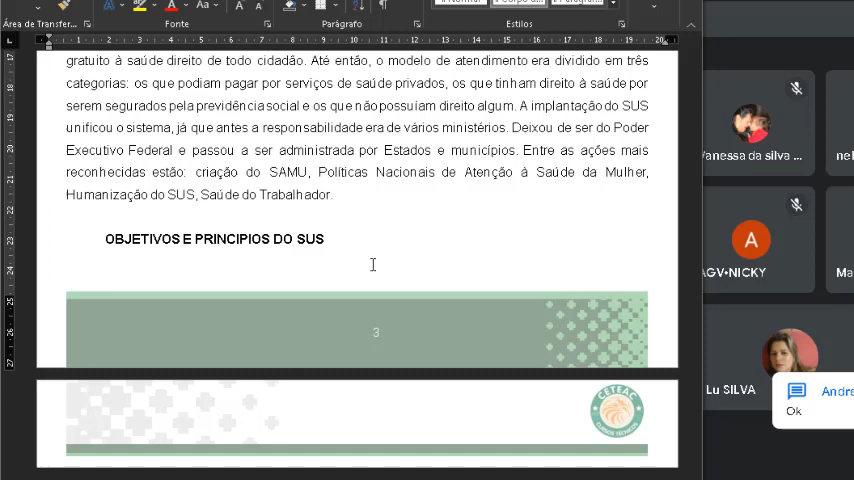 Área de Transfer...
Fonte
Parágrafo
Estilos
gratuito à saúde direito de todo cidadão. Até então, o modelo de atendimento era dividido em três
categorias: os que podiam pagar por serviços de saúde privados, os que tinham direito à saúde por
serem segurados pela previdência social e os que não possuíam direito algum. A implantação do SUS
unificou o sistema, já que antes a responsabilidade era de vários ministérios. Deixou de ser do Poder
Executivo Federal e passou a ser administrada por Estados e municípios. Entre as ações mais
reconhecidas estão: criação do SAMU, Políticas Nacionais de Atenção à Saúde da Mulher,
Humanização do SUS, Saúde do Trabalhador.
OBJETIVOS E PRINCIPIOS DO SUS
3
CETEAC
CURSOS TÉCNICOS
Vanessa da silva ...
nel
A
AGV•NICKY
Ma
Lu SILVA
Andre
Ok